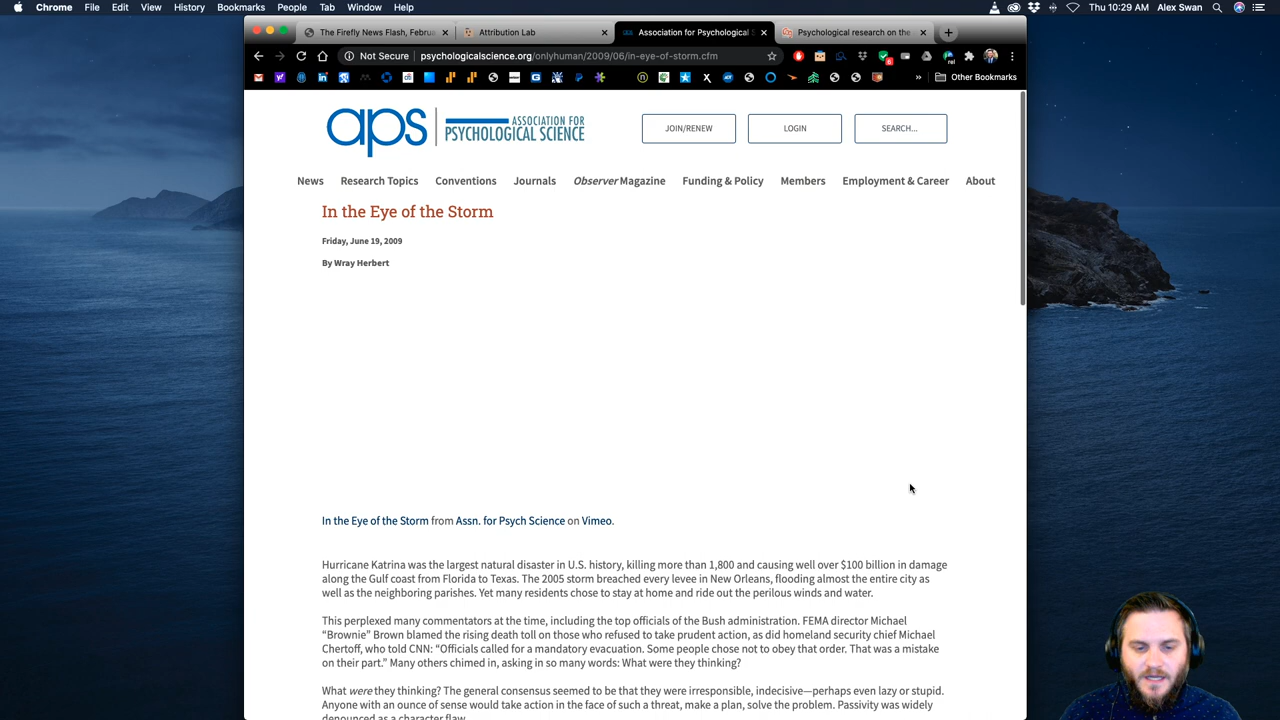 Chrome File Edit View History Bookmarks People Tab Window Help Thu 10:29 AM Alex Swan
The Firefly News Flash, Februa
Attribution Lab
Association for Psychological S
Psychological research on the
Not Secure psychologicalscience.org/onlyhuman/2009/06/in-eye-of-storm.cfm
Other Bookmarks
aps ASSOCIATION FOR
PSYCHOLOGICAL SCIENCE
JOIN/RENEW LOGIN SEARCH...
News Research Topics Conventions Journals Observer Magazine Funding & Policy Members Employment & Career About
In the Eye of the Storm
Friday, June 19, 2009
By Wray Herbert
In the Eye of the Storm from Assn. for Psych Science on Vimeo.
Hurricane Katrina was the largest natural disaster in U.S. history, killing more than 1,800 and causing well over $100 billion in damage
along the Gulf coast from Florida to Texas. The 2005 storm breached every levee in New Orleans, flooding almost the entire city as
well as the neighboring parishes. Yet many residents chose to stay at home and ride out the perilous winds and water.
This perplexed many commentators at the time, including the top officials of the Bush administration. FEMA director Michael
“Brownie” Brown blamed the rising death toll on those who refused to take prudent action, as did homeland security chief Michael
Chertoff, who told CNN: “Officials called for a mandatory evacuation. Some people chose not to obey that order. That was a mistake
on their part.” Many others chimed in, asking in so many words: What were they thinking?
What were they thinking? The general consensus seemed to be that they were irresponsible, indecisive—perhaps even lazy or stupid.
Anyone with an ounce of sense would take action in the face of such a threat, make a plan, solve the problem. Passivity was widely
denounced as a character flaw.